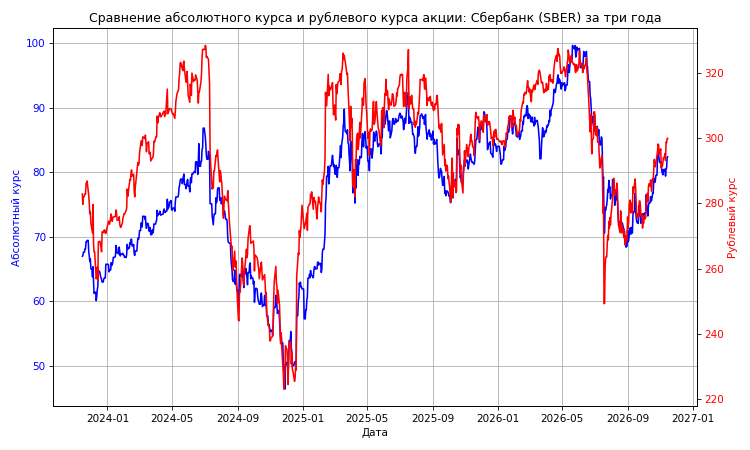 Сравнение абсолютного курса и рублевого курса акции: Сбербанк (SBER) за три года
100
90
80
70
60
50
Абсолютный курс
320
300
280
260
240
220
Рублевый курс
2024-01 2024-05 2024-09 2025-01 2025-05 2025-09 2026-01 2026-05 2026-09 2027-01
Дата